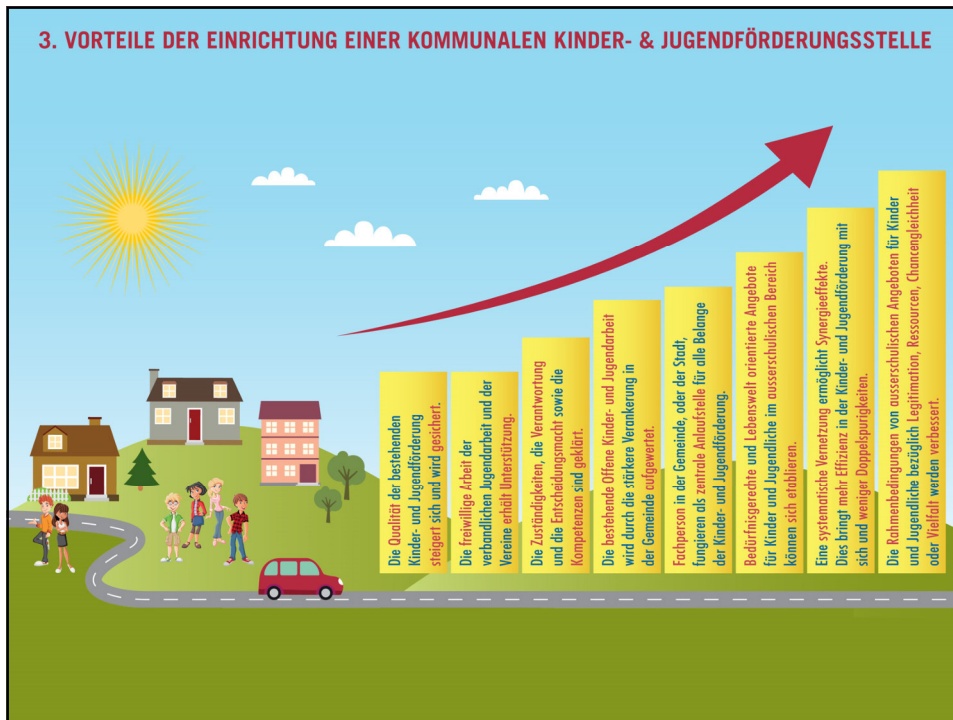 3. VORTEILE DER EINRICHTUNG EINER KOMMUNALEN KINDER- & JUGENDFÖRDERUNGSSTELLE
Die Qualität der bestehenden
Kinder- und Jugendförderung
steigert sich und wird gesichert.
Die freiwillige Arbeit der
verbandlichen Jugendarbeit und der
Vereine erhält Unterstützung.
Die Zuständigkeiten, die Verantwortung
und die Entscheidungsmacht sowie die
Kompetenzen sind geklärt.
Die bestehende Offene Kinder- und Jugendarbeit
wird durch die stärkere Verankerung in
der Gemeinde aufgewertet.
Fachperson in der Gemeinde, oder der Stadt,
fungieren als zentrale Anlaufstelle für alle Belange
der Kinder- und Jugendförderung.
Bedürfnisgerechte und Lebenswelt orientierte Angebote
für Kinder und Jugendliche im ausserschulischen Bereich
können sich etablieren.
Eine systematische Vernetzung ermöglicht Synergieeffekte.
Dies bringt mehr Effizienz in der Kinder- und Jugendförderung mit
sich und weniger Doppelspurigkeiten.
Die Rahmenbedingungen von ausserschulischen Angeboten für Kinder
und Jugendliche bezüglich Legitimation, Ressourcen, Chancengleichheit
oder Vielfalt werden verbessert.